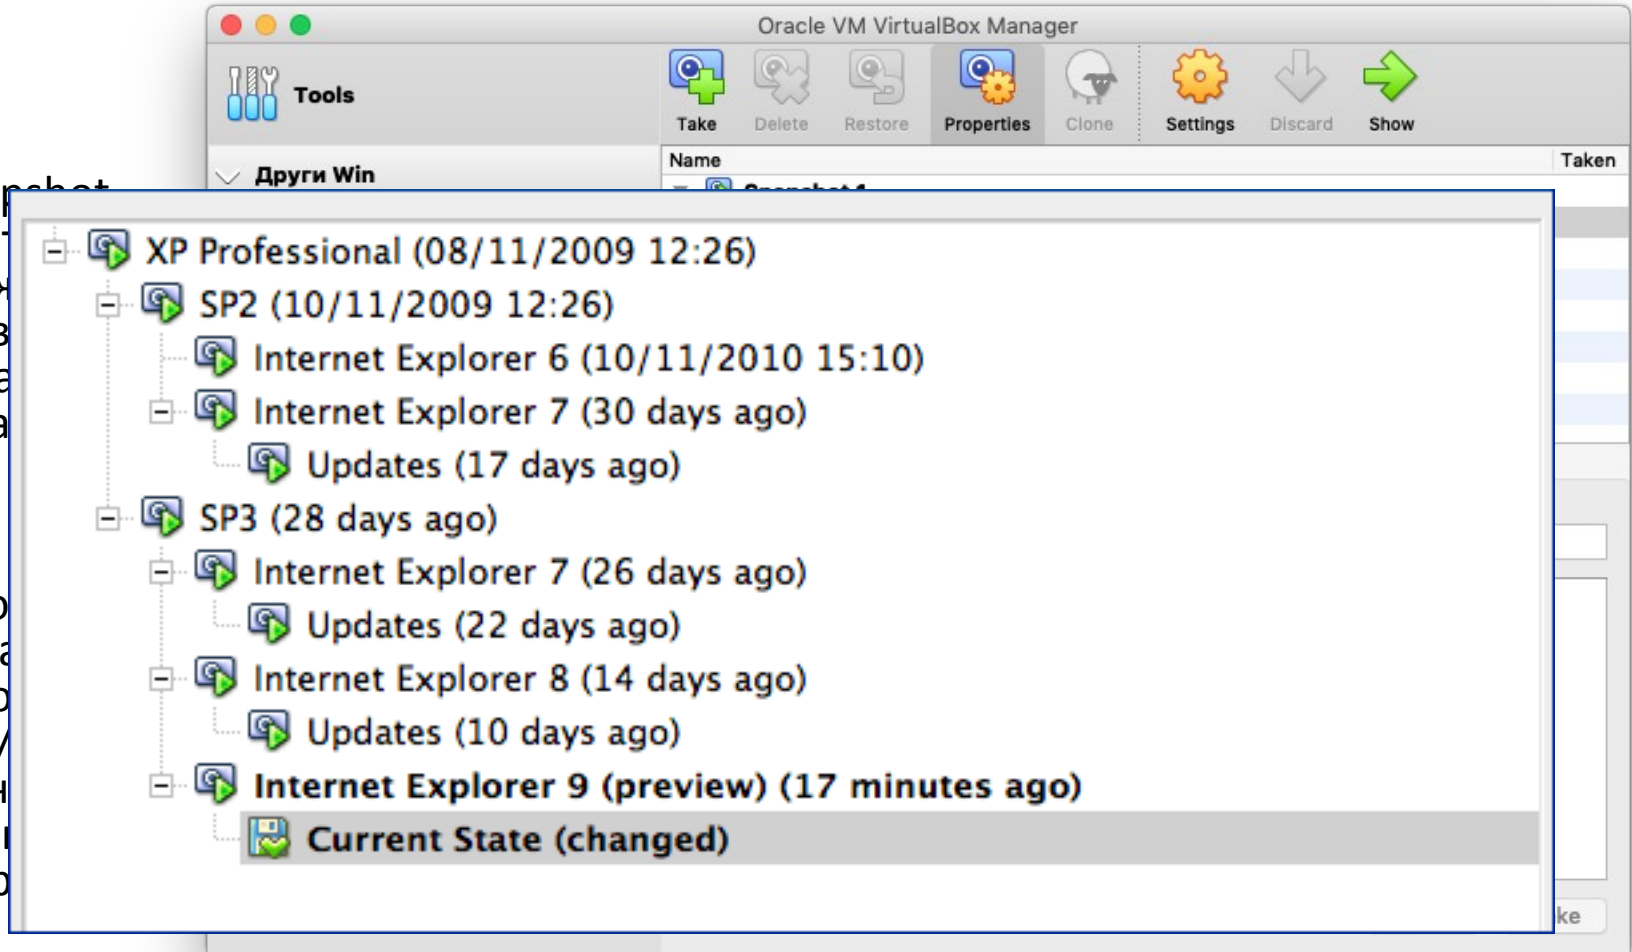 Oracle VM VirtualBox Manager
Tools
Take Delete Restore Properties Clone Settings Discard Show
Name Taken
Други Win
Snapshot 1
XP Professional (08/11/2009 12:26)
SP2 (10/11/2009 12:26)
Internet Explorer 6 (10/11/2010 15:10)
Internet Explorer 7 (30 days ago)
Updates (17 days ago)
SP3 (28 days ago)
Internet Explorer 7 (26 days ago)
Updates (22 days ago)
Internet Explorer 8 (14 days ago)
Updates (10 days ago)
Internet Explorer 9 (preview) (17 minutes ago)
Current State (changed)